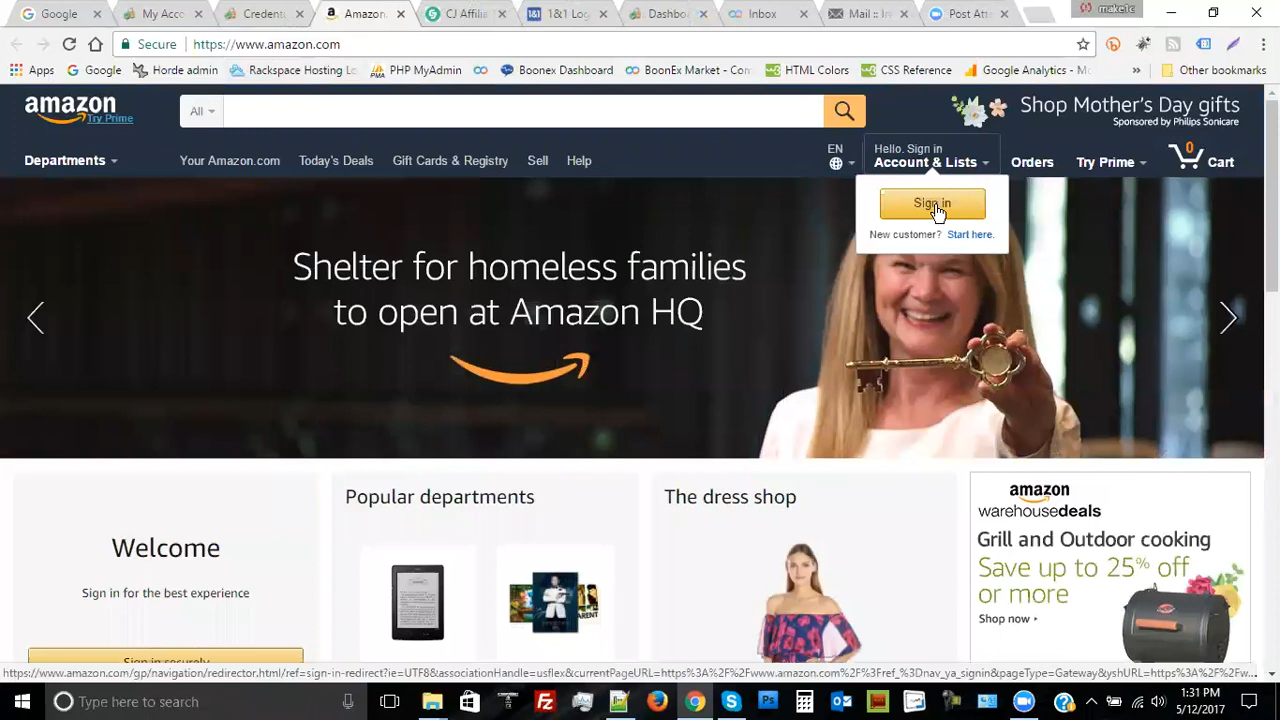 Google
My Acco
Credent
Amazon.
CJ Affilia
1&1 Log
Dashbo
Inbox
Mail :: Ir
Post Att
make1c
Secure
https://www.amazon.com
Apps
Google
Horde admin
Rackspace Hosting Lo
PHP MyAdmin
Boonex Dashboard
BoonEx Market - Com
HTML Colors
CSS Reference
Google Analytics - Mo
»
Other bookmarks
amazon
Try Prime
All
Shop Mother's Day gifts
Sponsored by Philips Sonicare
Departments
Your Amazon.com
Today's Deals
Gift Cards & Registry
Sell
Help
EN
Hello. Sign in
Account & Lists
Orders
Try Prime
0
Cart
Sign in
New customer? Start here.
Shelter for homeless families
to open at Amazon HQ
Welcome
Sign in for the best experience
Sign in securely
Popular departments
The dress shop
amazon
warehousedeals
Grill and Outdoor cooking
Save up to 25% off
or more
Shop now
https://www.amazon.com/gp/navigation/redirector.html/ref=sign-in-redirect?ie=UTF8&associationHandle=usflex&currentPageURL=https%3A%2F%2Fwww.amazon.com%2F%3Fref_%3Dnav_ya_signin&pageType=Gateway&yshURL=https%3A%2F%2Fw...
Type here to search
1:31 PM
5/12/2017